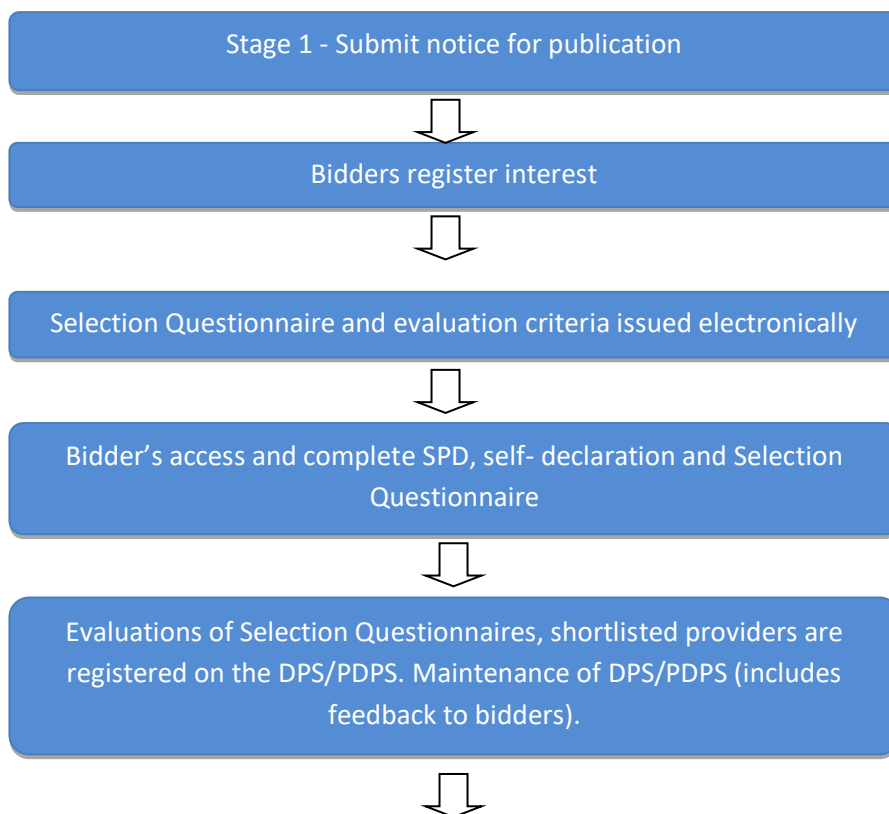 Stage 1 - Submit notice for publication
Bidders register interest
Selection Questionnaire and evaluation criteria issued electronically
Bidder’s access and complete SPD, self- declaration and Selection
Questionnaire
Evaluations of Selection Questionnaires, shortlisted providers are
registered on the DPS/PDPS. Maintenance of DPS/PDPS (includes
feedback to bidders).